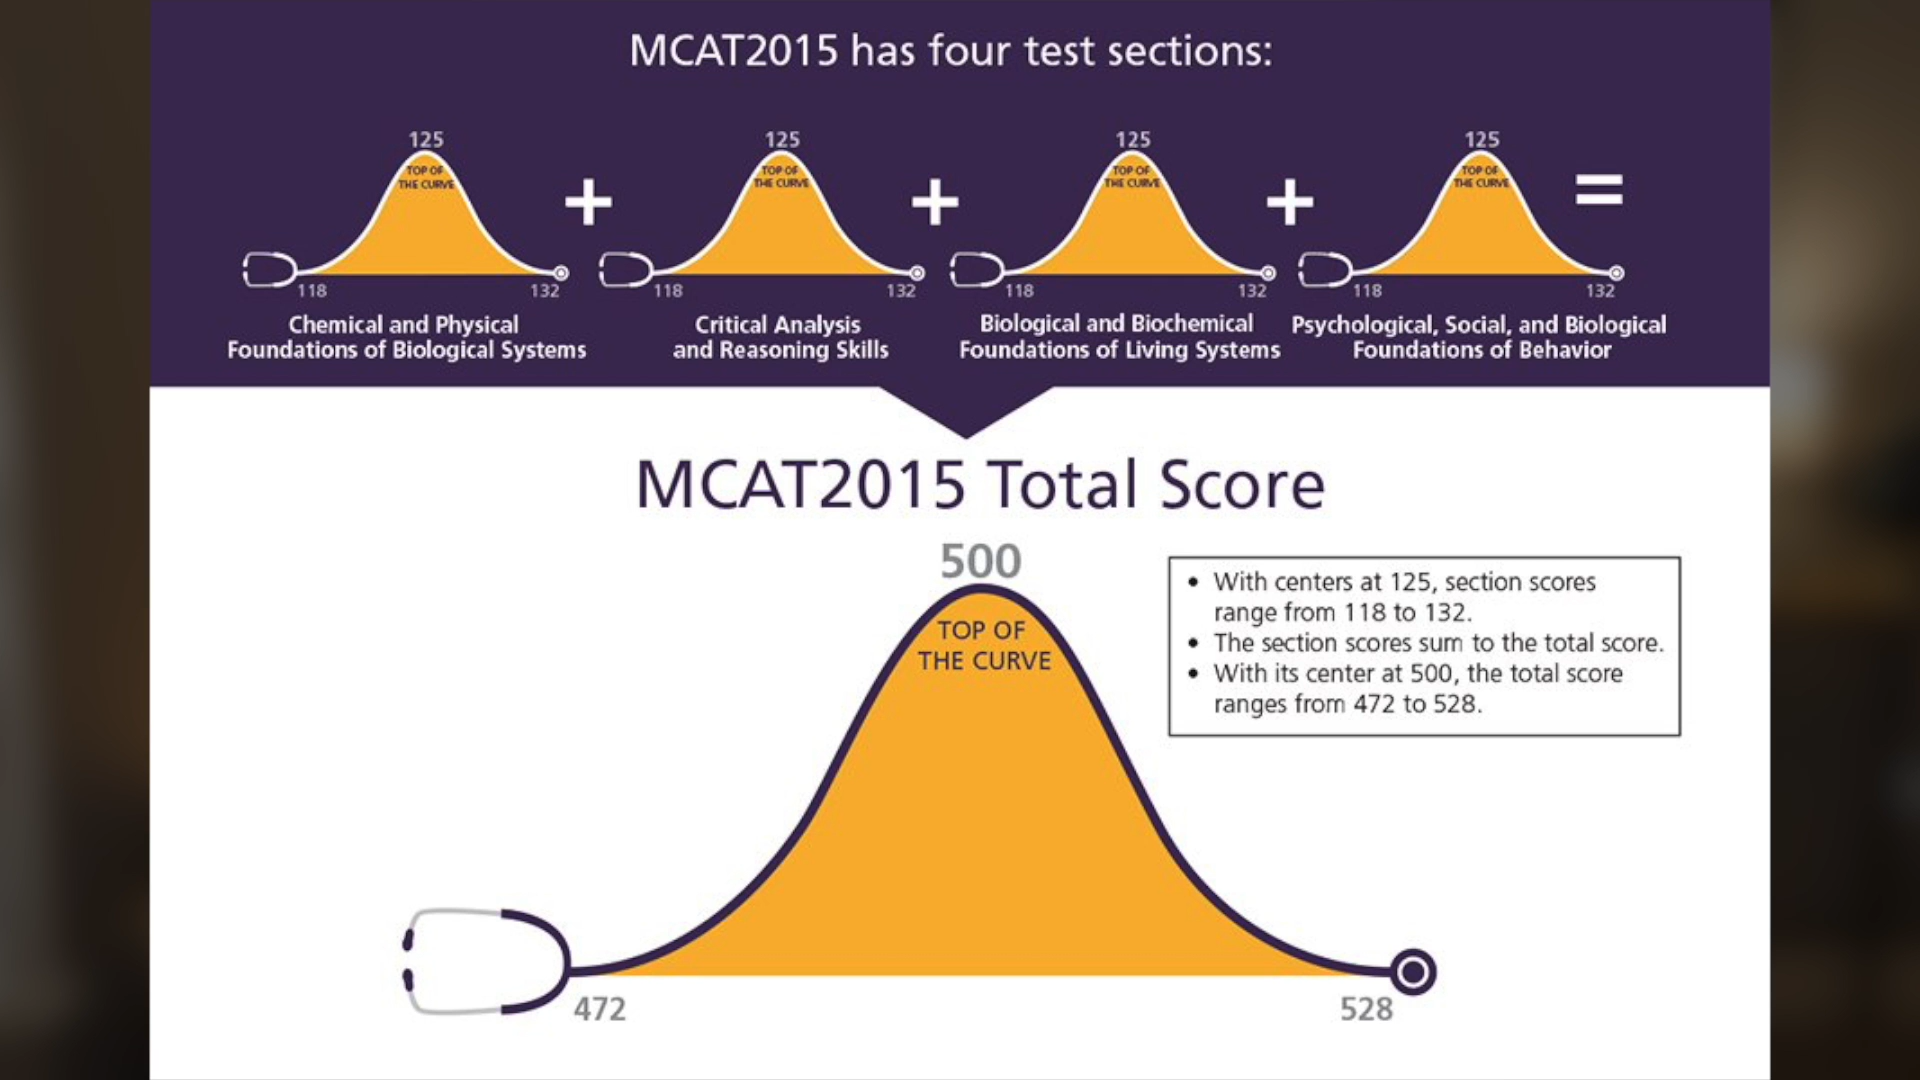 MCAT2015 has four test sections:
125
TOP OF
THE CURVE
118
132
Chemical and Physical
Foundations of Biological Systems
+
125
TOP OF
THE CURVE
118
132
Critical Analysis
and Reasoning Skills
+
125
TOP OF
THE CURVE
118
132
Biological and Biochemical
Foundations of Living Systems
+
125
TOP OF
THE CURVE
118
132
Psychological, Social, and Biological
Foundations of Behavior
=
MCAT2015 Total Score
500
TOP OF
THE CURVE
472
528
• With centers at 125, section scores
range from 118 to 132.
• The section scores sum to the total score.
• With its center at 500, the total score
ranges from 472 to 528.